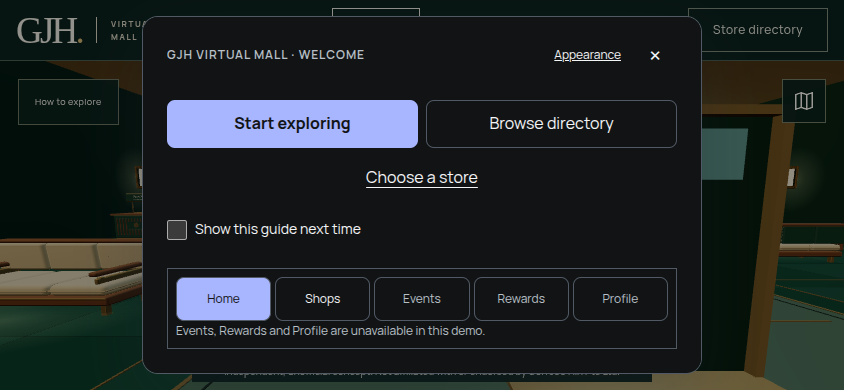 GJH.
VIRTUA
MALL
Store directory
GJH VIRTUAL MALL · WELCOME
Appearance
How to explore
Start exploring
Browse directory
Choose a store
Show this guide next time
Home
Shops
Events
Rewards
Profile
Events, Rewards and Profile are unavailable in this demo.